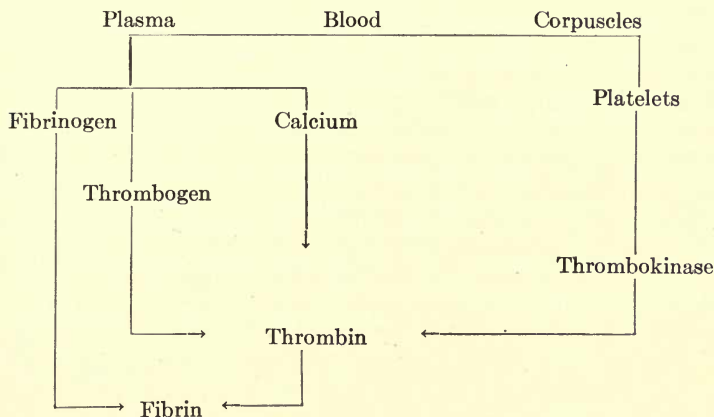 Plasma Blood Corpuscles
Platelets
Fibrinogen Calcium
Thrombogen
Thrombokinase
Thrombin
Fibrin